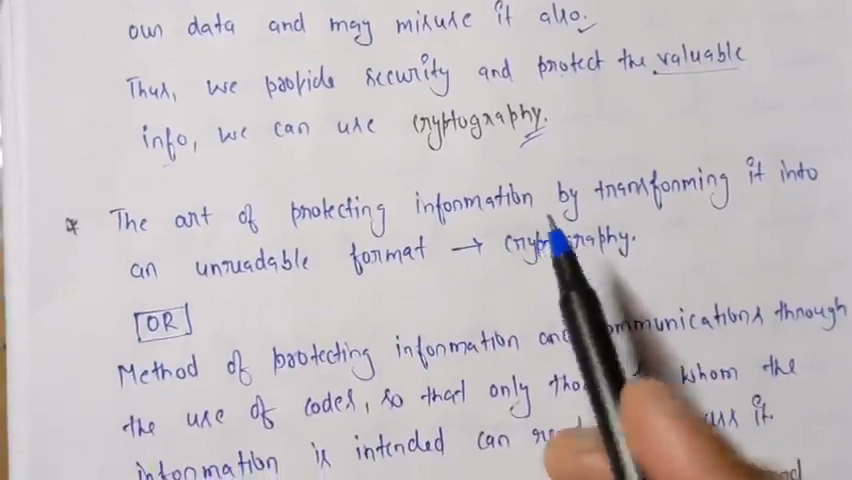 our data and may misuse it also.
Thus, we provide security and protect the valuable
info, we can use cryptography.
* The art of protecting information by transforming it into
an unreadable format → cryptography.
OR
Method of protecting information and communications through
the use of codes, so that only those whom the
information is intended can it.